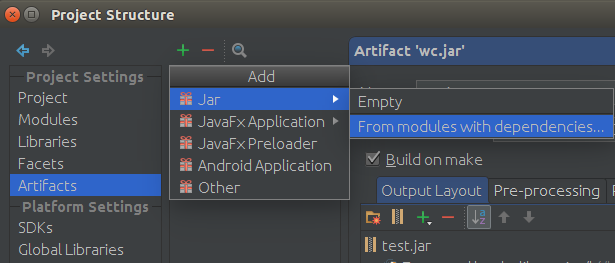 Project Structure
Project Settings
Project
Modules
Libraries
Facets
Artifacts
Platform Settings
SDKs
Global Libraries
Add
Jar
JavaFx Application
JavaFx Preloader
Android Application
Other
Empty
From modules with dependencies...
Artifact 'wc.jar'
Build on make
Output Layout Pre-processing
test.jar